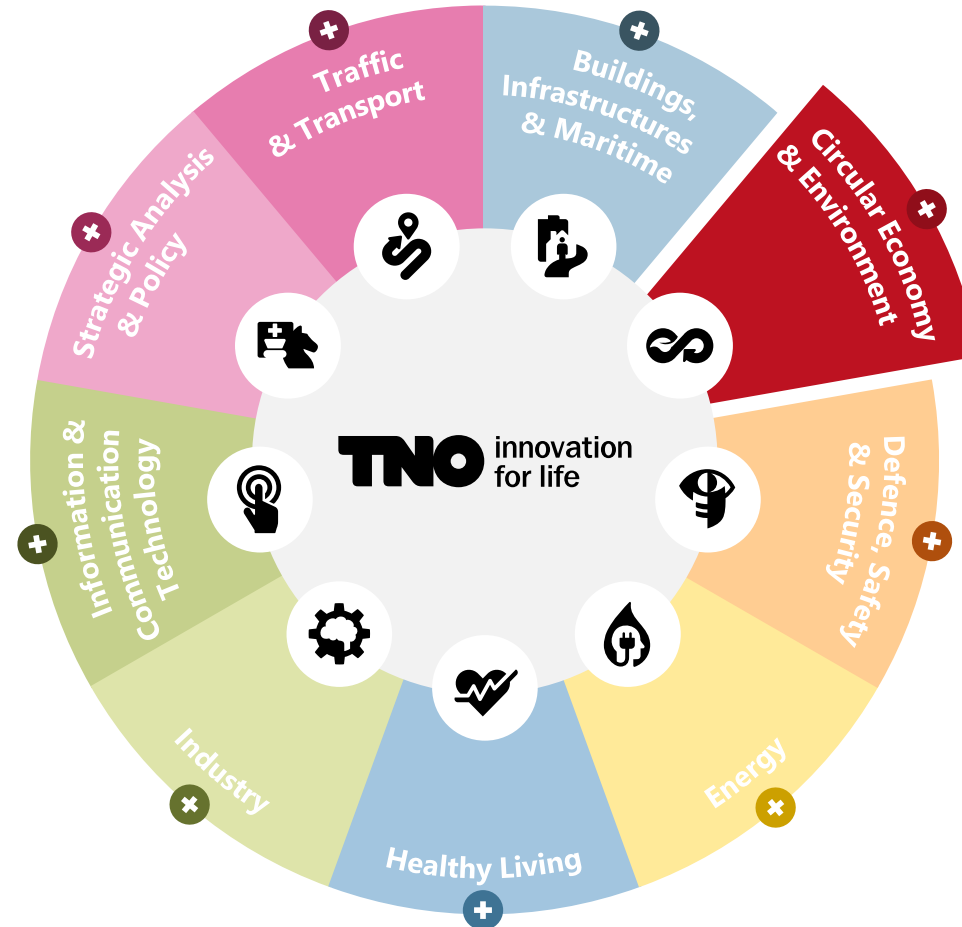 Traffic
& Transport
Buildings,
Infrastructures
& Maritime
Circular Economy
& Environment
Defence, Safety
& Security
Energy
Healthy Living
Industry
Information &
Communication
Technology
Strategic Analysis
& Policy
TNO innovation
for life